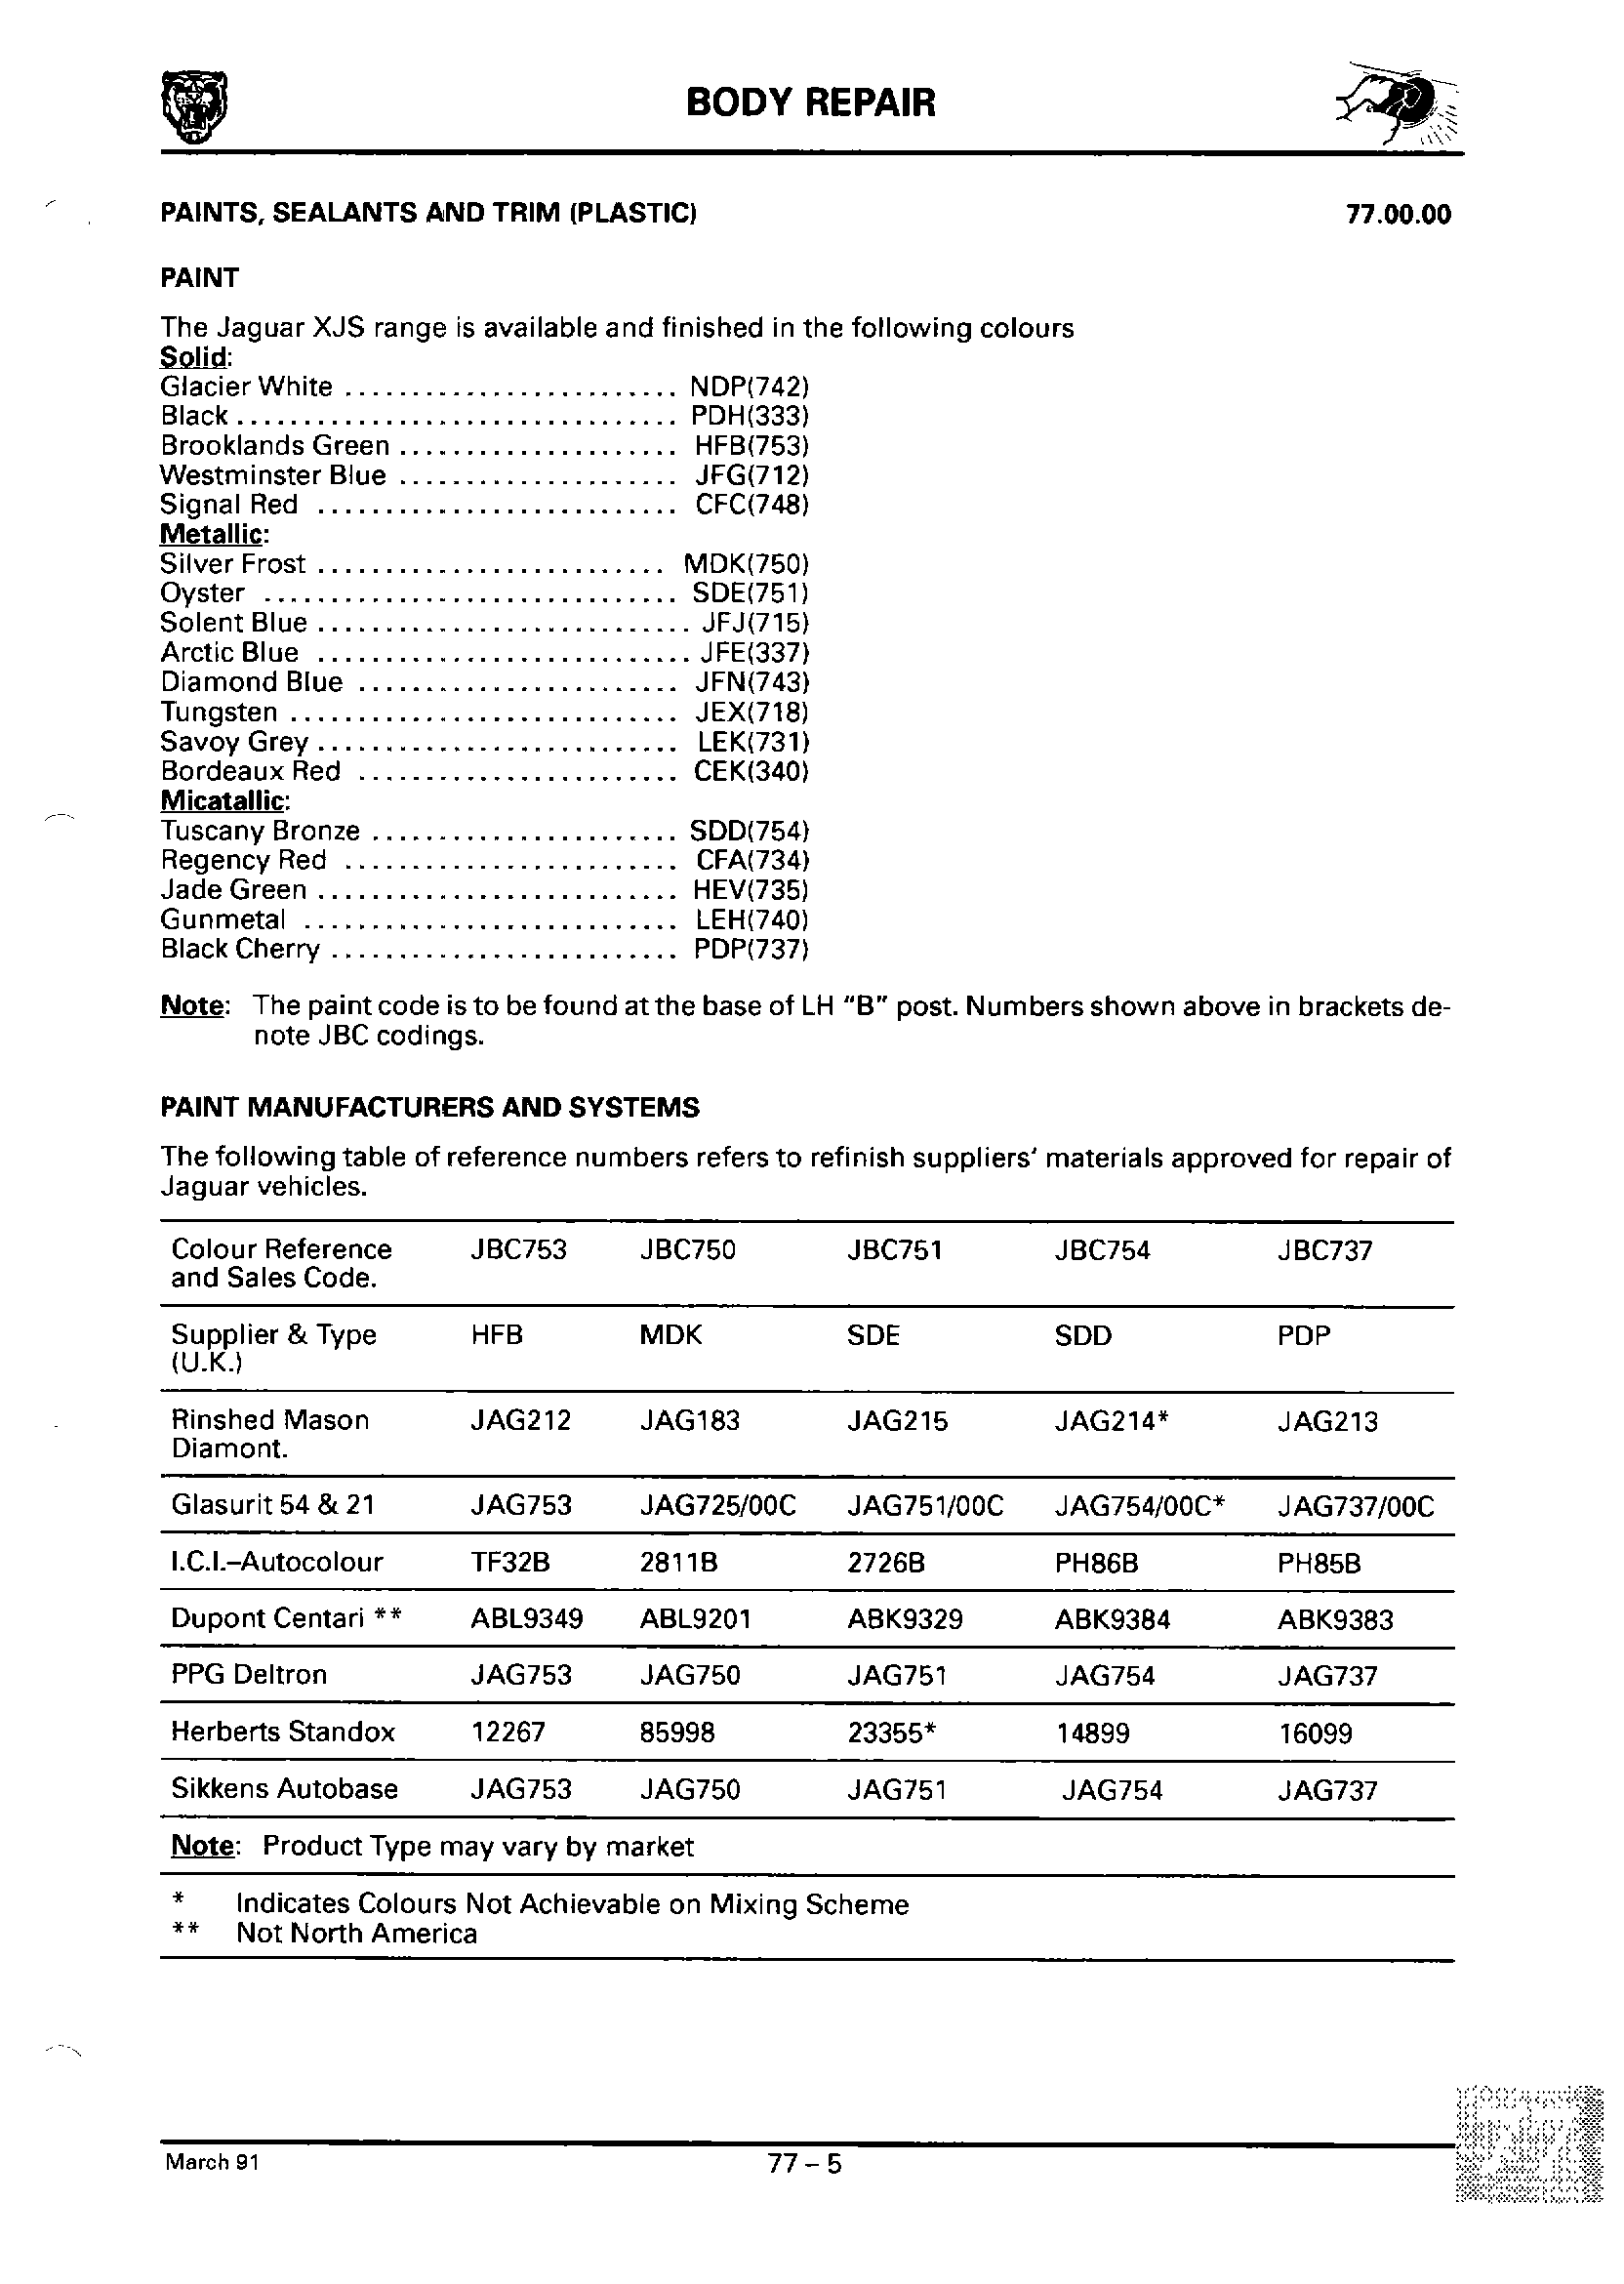 BODY REPAIR
PAINTS, SEALANTS AND TRIM (PLASTIC) 77.00.00
PAINT
The Jaguar XJS range is available and finished in the following colours
Solid:
Glacier White ......................... NDP(742)
Black ................................. PDH(333)
Brooklands Green ..................... HFB(753)
Westminster Blue ..................... JFG(712)
Signal Red ........................... CFC(748)
Metallic:
Silver Frost .......................... MDK(750)
Oyster ............................... SDE(751)
Solent Blue ............................ JFJ(715)
Arctic Blue ............................ JFE(337)
Diamond Blue ........................ JFN(743)
Tungsten ............................. JEX(718)
Savoy Grey ........................... LEK(731)
Bordeaux Red ........................ CEK(340)
Micatallic:
Tuscany Bronze ....................... SDD(754)
Regency Red ......................... CFA(734)
Jade Green ........................... HEV(735)
Gunmetal ............................ LEH(740)
Black Cherry .......................... PDP(737)
Note: The paint code is to be found at the base of LH "B" post. Numbers shown above in brackets de-
note JBC codings.
PAINT MANUFACTURERS AND SYSTEMS
The following table of reference numbers refers to refinish suppliers' materials approved for repair of
Jaguar vehicles.
Colour Reference JBC753 JBC750 JBC751 JBC754 JBC737
and Sales Code.
Supplier & Type HFB MDK SDE SDD PDP
(U.K.)
Rinshed Mason JAG212 JAG183 JAG215 JAG214* JAG213
Diamont.
Glasurit 54 & 21 JAG753 JAG725/00C JAG751/00C JAG754/00C* JAG737/00C
I.C.I.–Autocolour TF32B 2811B 2726B PH86B PH85B
Dupont Centari ** ABL9349 ABL9201 ABK9329 ABK9384 ABK9383
PPG Deltron JAG753 JAG750 JAG751 JAG754 JAG737
Herberts Standox 12267 85998 23355* 14899 16099
Sikkens Autobase JAG753 JAG750 JAG751 JAG754 JAG737
Note: Product Type may vary by market
* Indicates Colours Not Achievable on Mixing Scheme
** Not North America
March 91 77 – 5